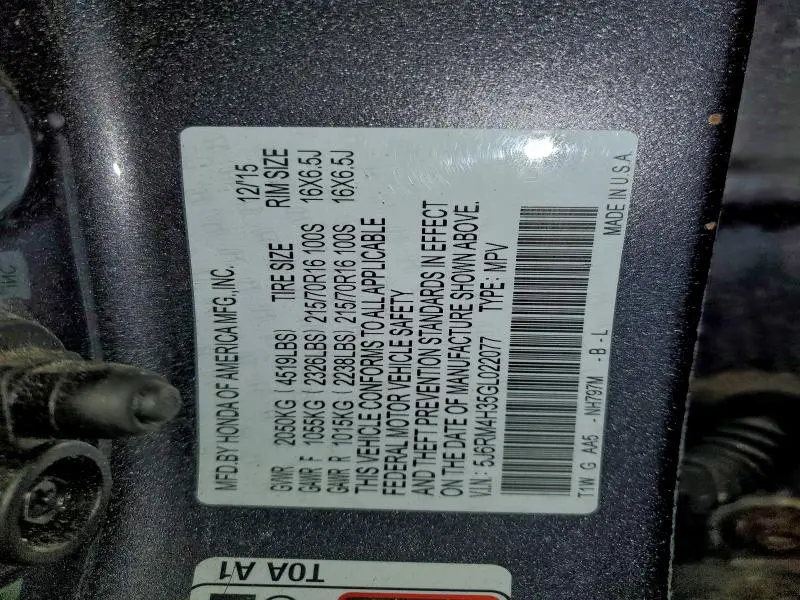 MFD.BY HONDA OF AMERICA MFG.,INC. 12/15
GVWR 2050KG ( 4519LBS) TIRE SIZE RIM SIZE
GAWR F 1055KG ( 2326LBS) 215/70R16 100S 16X6.5J
GAWR R 1015KG ( 2238LBS) 215/70R16 100S 16X6.5J
THIS VEHICLE CONFORMS TO ALL APPLICABLE
FEDERAL MOTOR VEHICLE SAFETY
AND THEFT PREVENTION STANDARDS IN EFFECT
ON THE DATE OF MANUFACTURE SHOWN ABOVE.
V.I.N.: 5J6RM4H35GL022077 TYPE: MPV
T1W G AA5 -NH797M -B-L
MADE IN U.S.A
T0A A1